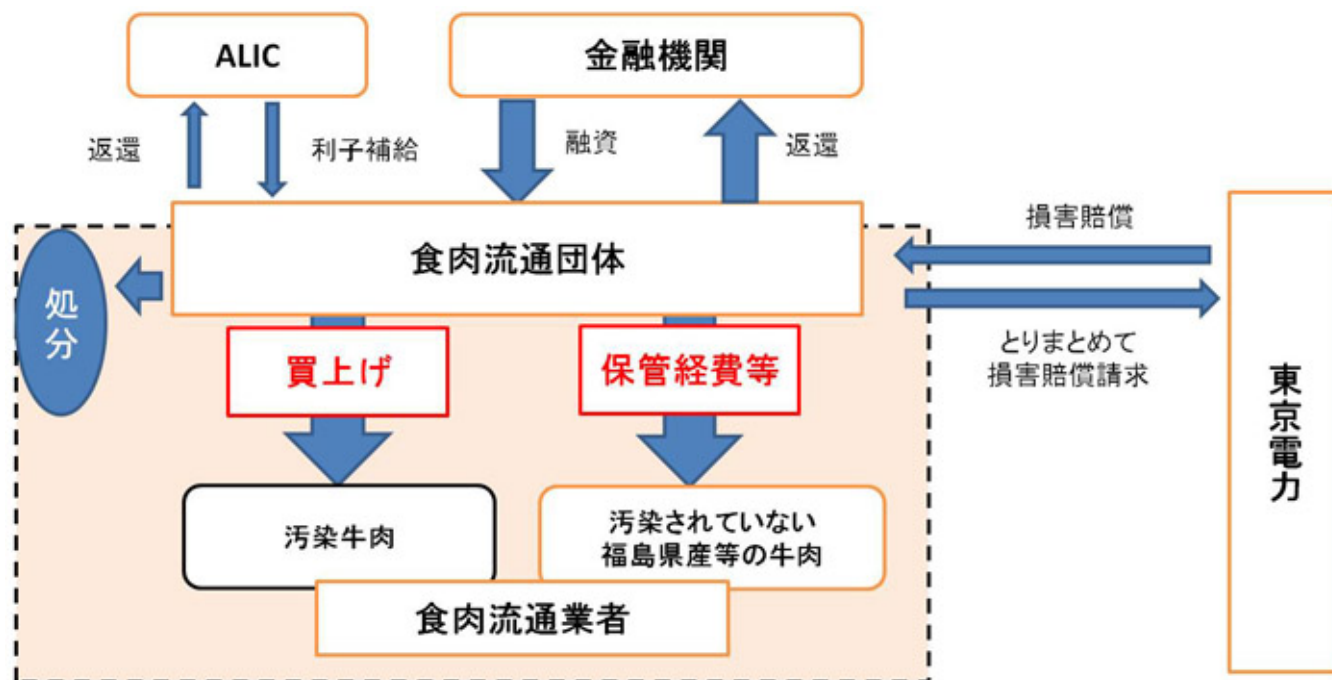 ALIC
金融機関
返還
利子補給
融資
返還
食肉流通団体
損害賠償
処分
買上げ
保管経費等
とりまとめて
損害賠償請求
東京電力
汚染牛肉
汚染されていない
福島県産等の牛肉
食肉流通業者